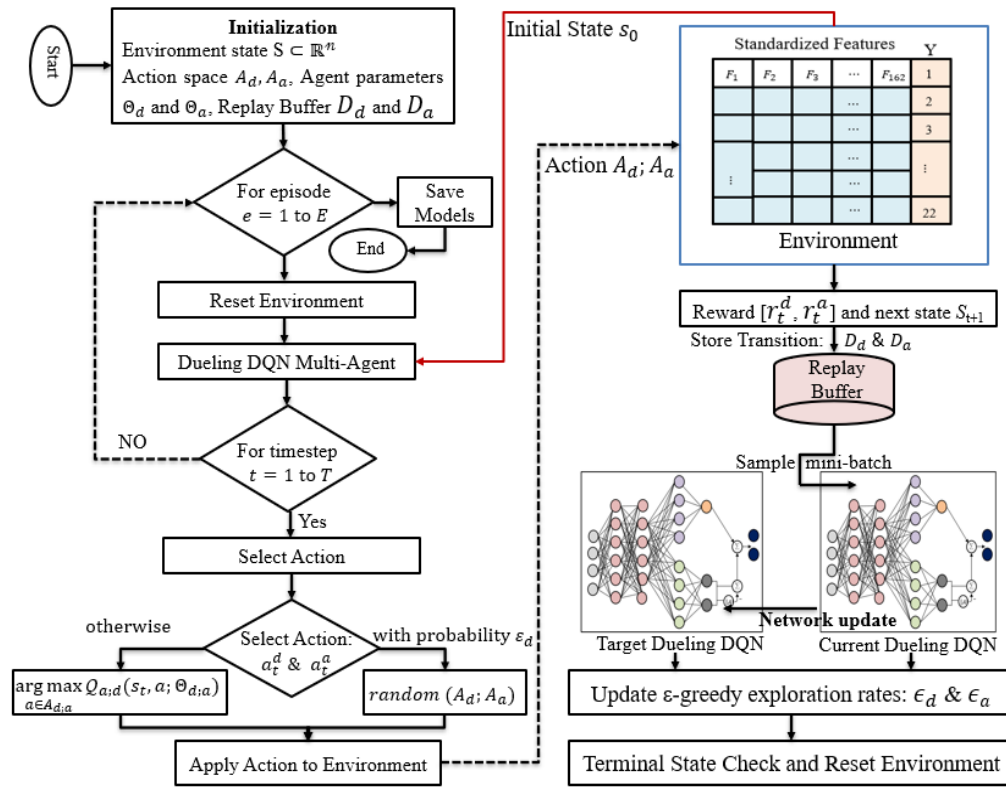 Start
Initialization
Environment state S ⊂ ℝⁿ
Action space A_d, A_a, Agent parameters
Θ_d and Θ_a, Replay Buffer D_d and D_a
For episode
e = 1 to E
Save
Models
End
Reset Environment
Dueling DQN Multi-Agent
NO
For timestep
t = 1 to T
Yes
Select Action
otherwise
Select Action:
a_t^d & a_t^a
with probability ε_d
arg max Q_{a;d}(s_t, a; Θ_{d;a})
a∈A_{d;a}
random (A_d; A_a)
Apply Action to Environment
Initial State s_0
Action A_d; A_a
Standardized Features
Y
F_1 F_2 F_3 ... F_162 1
... 2
... 3
⋮ ... ⋮
...
... 22
Environment
Reward [r_t^d, r_t^a] and next state S_{t+1}
Store Transition: D_d & D_a
Replay
Buffer
Sample mini-batch
Network update
Target Dueling DQN
Current Dueling DQN
Update ε-greedy exploration rates: ϵ_d & ϵ_a
Terminal State Check and Reset Environment